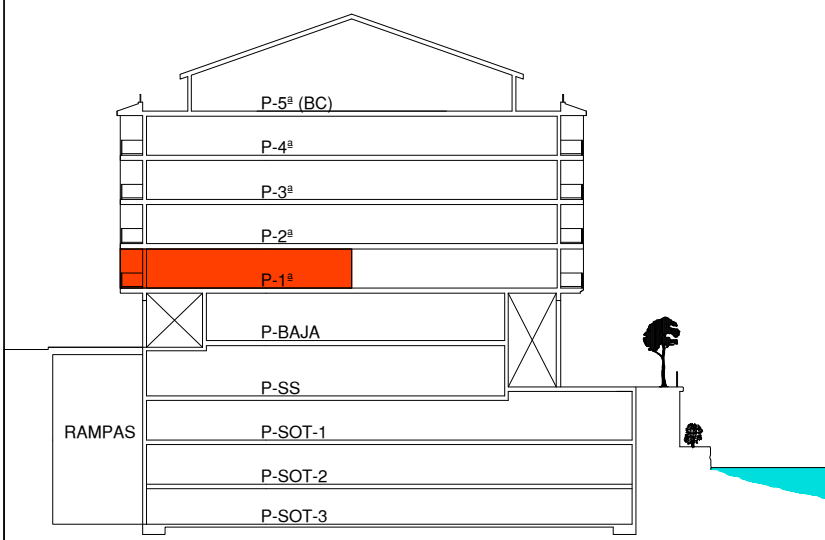 P-5ª (BC)
P-4ª
P-3ª
P-2ª
P-1ª
P-BAJA
P-SS
RAMPAS
P-SOT-1
P-SOT-2
P-SOT-3